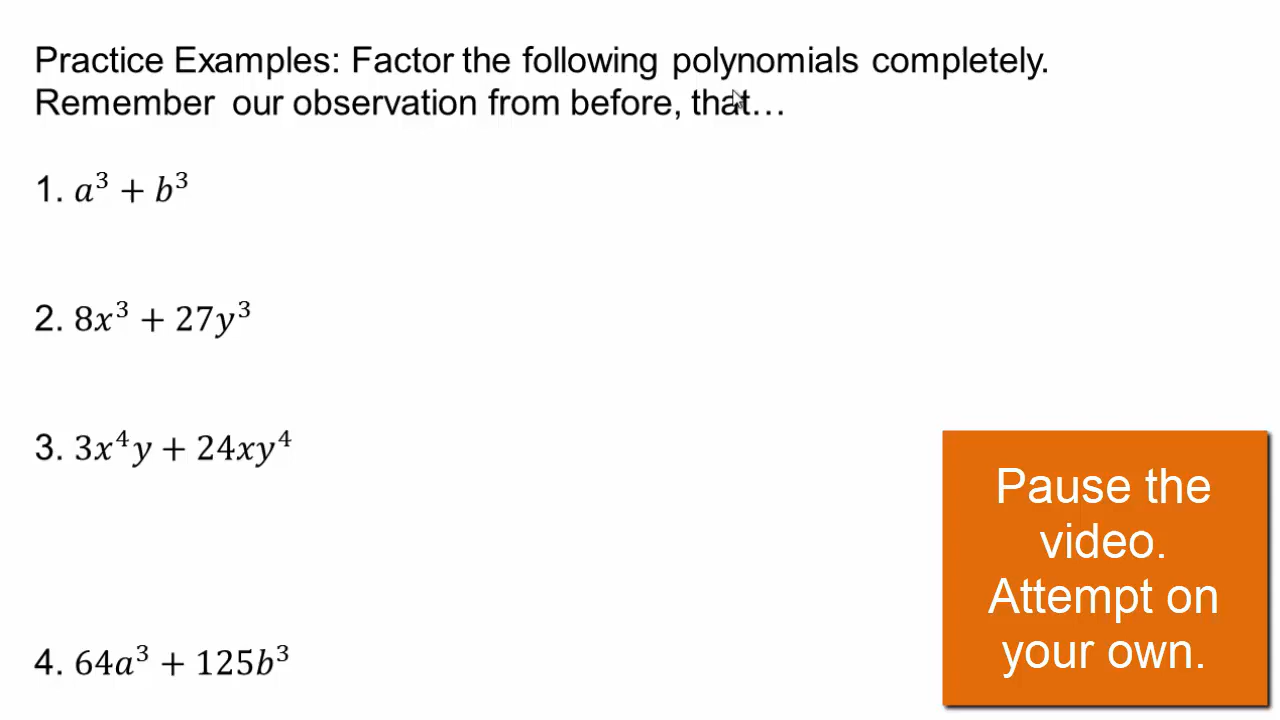 Practice Examples: Factor the following polynomials completely.
Remember our observation from before, that…
1. a³ + b³
2. 8x³ + 27y³
3. 3x⁴y + 24xy⁴
4. 64a³ + 125b³
Pause the
video.
Attempt on
your own.